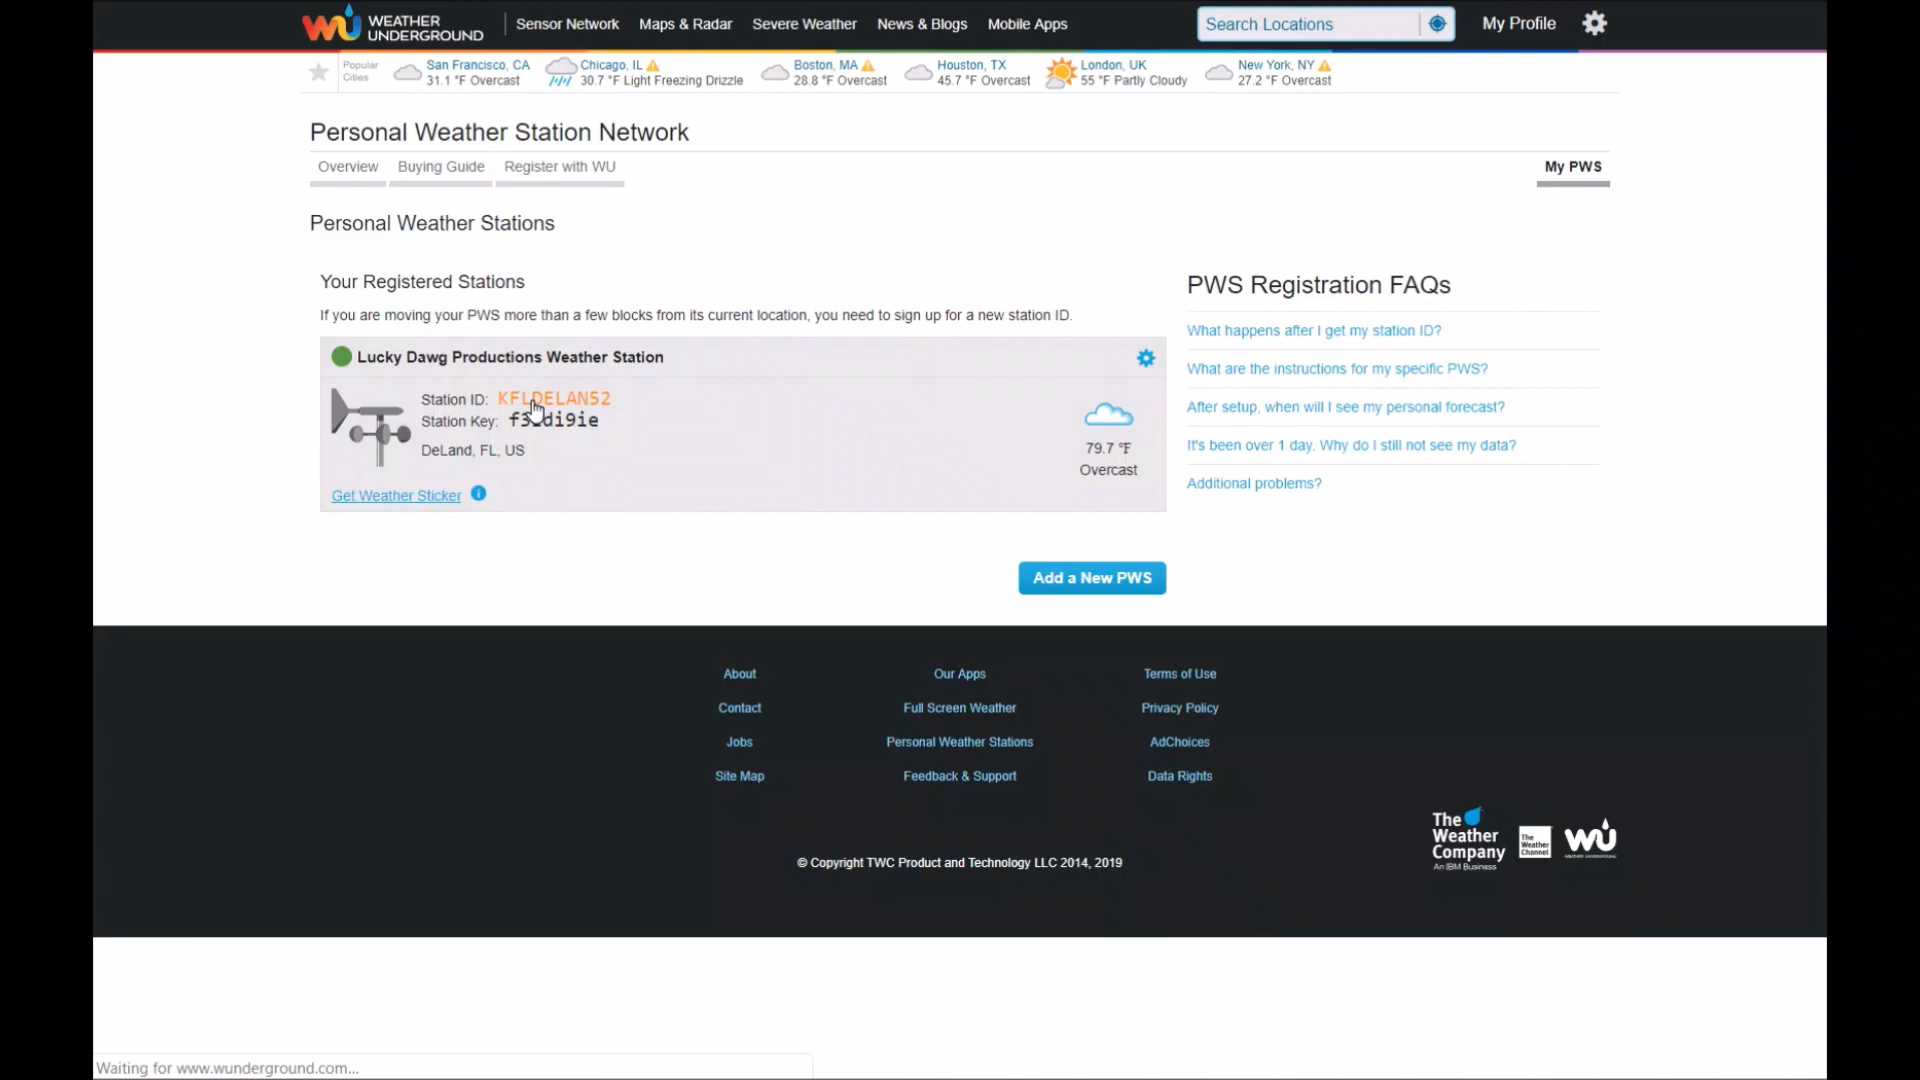 WEATHER UNDERGROUND
Sensor Network
Maps & Radar
Severe Weather
News & Blogs
Mobile Apps
Search Locations
My Profile
Popular Cities
San Francisco, CA
31.1 °F Overcast
Chicago, IL
30.7 °F Light Freezing Drizzle
Boston, MA
28.8 °F Overcast
Houston, TX
45.7 °F Overcast
London, UK
55 °F Partly Cloudy
New York, NY
27.2 °F Overcast
Personal Weather Station Network
Overview
Buying Guide
Register with WU
My PWS
Personal Weather Stations
Your Registered Stations
If you are moving your PWS more than a few blocks from its current location, you need to sign up for a new station ID.
Lucky Dawg Productions Weather Station
Station ID: KFLDELAN52
Station Key:
DeLand, FL, US
79.7 °F
Overcast
Get Weather Sticker
Add a New PWS
PWS Registration FAQs
What happens after I get my station ID?
What are the instructions for my specific PWS?
After setup, when will I see my personal forecast?
It's been over 1 day. Why do I still not see my data?
Additional problems?
About
Contact
Jobs
Site Map
Our Apps
Full Screen Weather
Personal Weather Stations
Feedback & Support
Terms of Use
Privacy Policy
AdChoices
Data Rights
The Weather Company
An IBM Business
The Weather Channel
WU
WEATHER UNDERGROUND
© Copyright TWC Product and Technology LLC 2014, 2019
Waiting for www.wunderground.com...